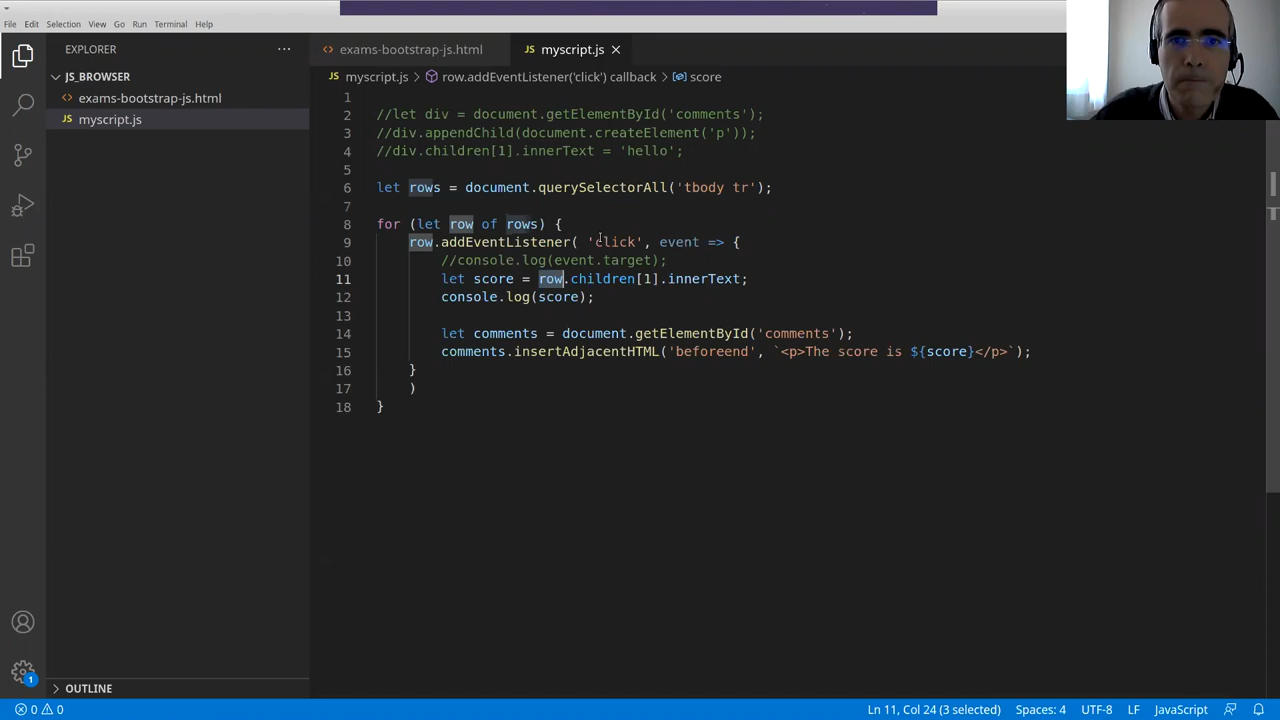 File Edit Selection View Go Run Terminal Help
EXPLORER ···
exams-bootstrap-js.html
JS myscript.js ×
JS_BROWSER
exams-bootstrap-js.html
JS myscript.js
JS myscript.js > row.addEventListener('click') callback > score
1
2 //let div = document.getElementById('comments');
3 //div.appendChild(document.createElement('p'));
4 //div.children[1].innerText = 'hello';
5
6 let rows = document.querySelectorAll('tbody tr');
7
8 for (let row of rows) {
9 row.addEventListener( 'click', event => {
10 //console.log(event.target);
11 let score = row.children[1].innerText;
12 console.log(score);
13
14 let comments = document.getElementById('comments');
15 comments.insertAdjacentHTML('beforeend', `<p>The score is ${score}</p>`);
16 }
17 )
18 }
OUTLINE
1
0 0
Ln 11, Col 24 (3 selected) Spaces: 4 UTF-8 LF JavaScript